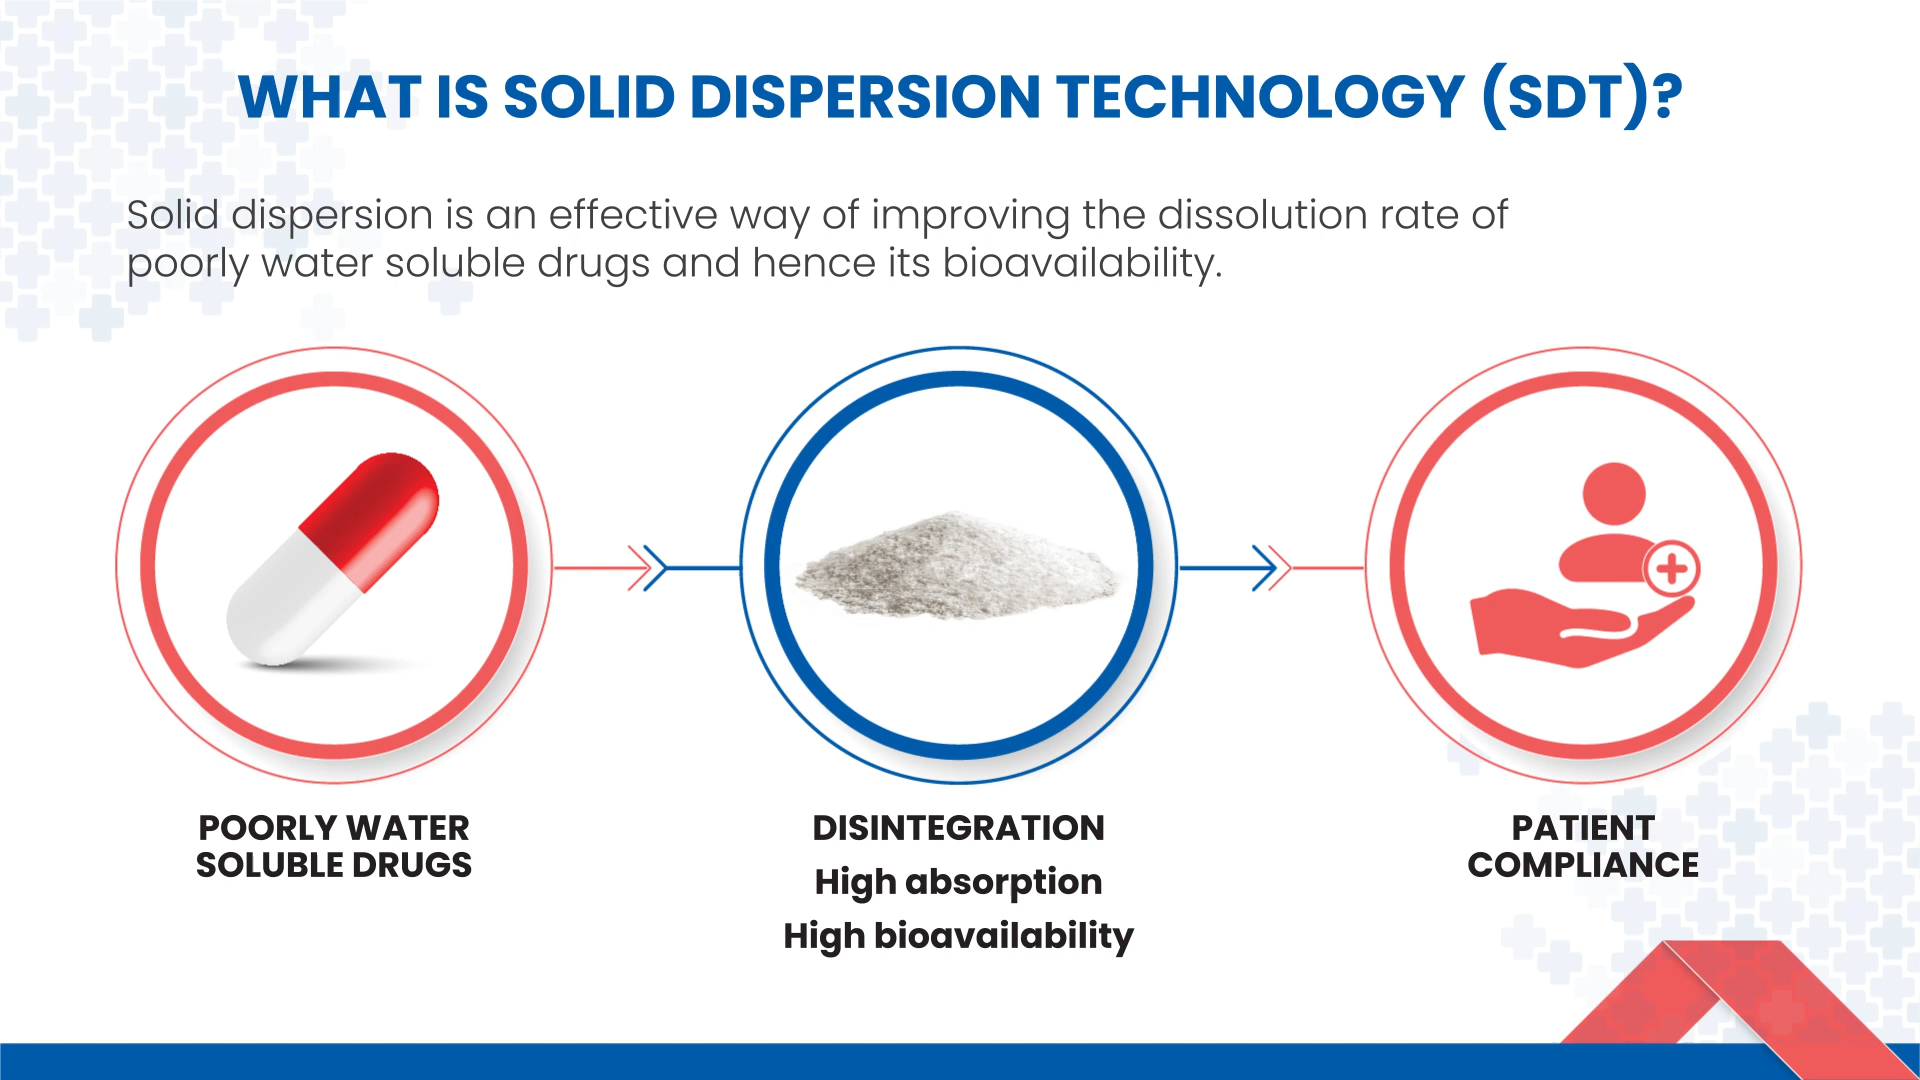 WHAT IS SOLID DISPERSION TECHNOLOGY (SDT)?
Solid dispersion is an effective way of improving the dissolution rate of
poorly water soluble drugs and hence its bioavailability.
POORLY WATER
SOLUBLE DRUGS
DISINTEGRATION
High absorption
High bioavailability
PATIENT
COMPLIANCE